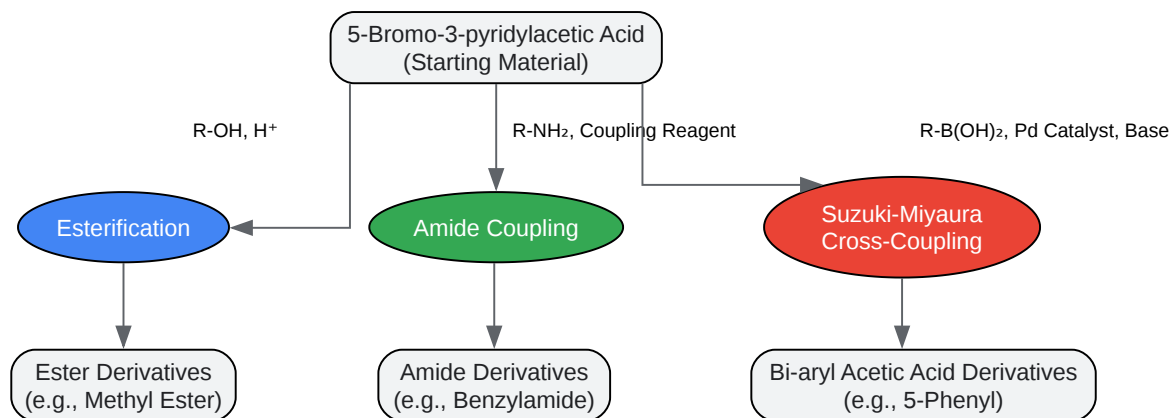 5-Bromo-3-pyridylacetic Acid
(Starting Material)
R-OH, H⁺
R-NH₂, Coupling Reagent
R-B(OH)₂, Pd Catalyst, Base
Esterification
Amide Coupling
Suzuki-Miyaura
Cross-Coupling
Ester Derivatives
(e.g., Methyl Ester)
Amide Derivatives
(e.g., Benzylamide)
Bi-aryl Acetic Acid Derivatives
(e.g., 5-Phenyl)